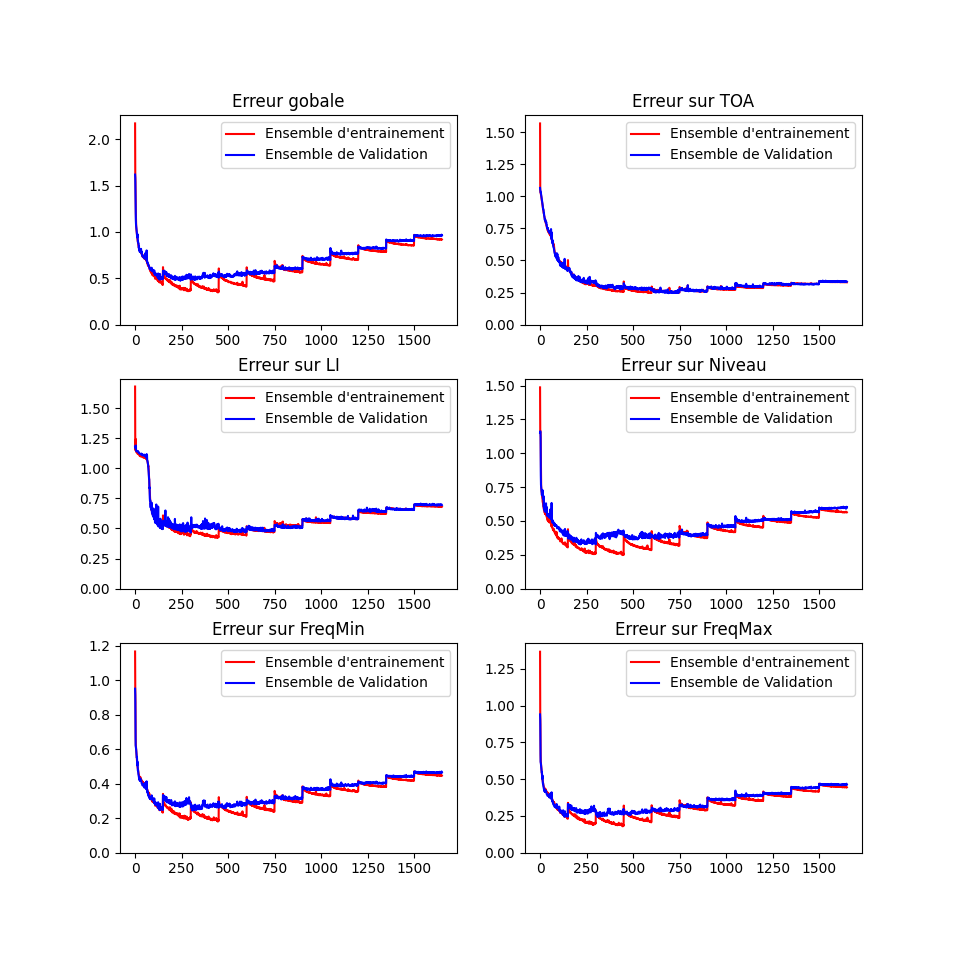 Erreur gobale
2.0
1.5
1.0
0.5
0.0
Ensemble d'entrainement
Ensemble de Validation
0 250 500 750 1000 1250 1500
Erreur sur TOA
1.50
1.25
1.00
0.75
0.50
0.25
0.00
Ensemble d'entrainement
Ensemble de Validation
0 250 500 750 1000 1250 1500
Erreur sur LI
1.50
1.25
1.00
0.75
0.50
0.25
0.00
Ensemble d'entrainement
Ensemble de Validation
0 250 500 750 1000 1250 1500
Erreur sur Niveau
1.50
1.25
1.00
0.75
0.50
0.25
0.00
Ensemble d'entrainement
Ensemble de Validation
0 250 500 750 1000 1250 1500
Erreur sur FreqMin
1.2
1.0
0.8
0.6
0.4
0.2
0.0
Ensemble d'entrainement
Ensemble de Validation
0 250 500 750 1000 1250 1500
Erreur sur FreqMax
1.25
1.00
0.75
0.50
0.25
0.00
Ensemble d'entrainement
Ensemble de Validation
0 250 500 750 1000 1250 1500